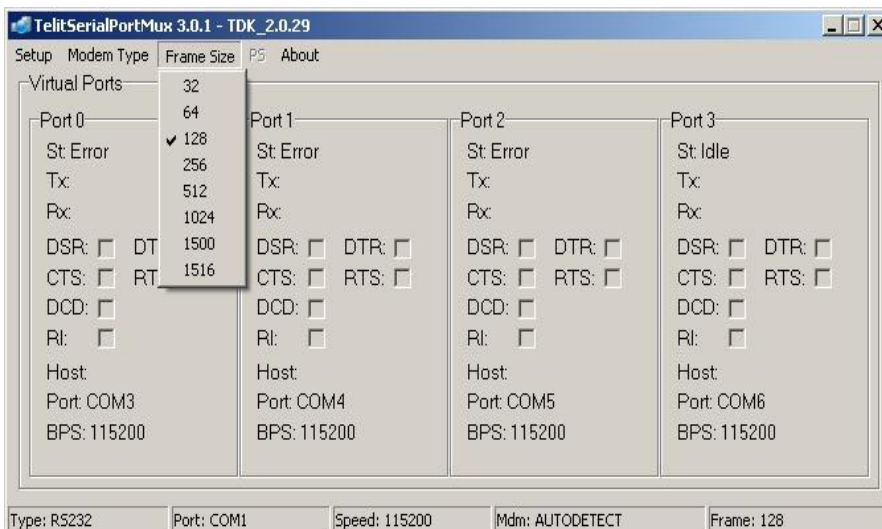 TelitSerialPortMux 3.0.1 - TDK_2.0.29
Setup Modem Type Frame Size PS About
Virtual Ports
32
64
128
256
512
1024
1500
1516
Port 0
St: Error
Tx:
Rx:
DSR: DT
CTS: RT
DCD:
RI:
Host:
Port: COM3
BPS: 115200
Port 1
St: Error
Tx:
Rx:
DSR: DTR:
CTS: RTS:
DCD:
RI:
Host:
Port: COM4
BPS: 115200
Port 2
St: Error
Tx:
Rx:
DSR: DTR:
CTS: RTS:
DCD:
RI:
Host:
Port: COM5
BPS: 115200
Port 3
St: Idle
Tx:
Rx:
DSR: DTR:
CTS: RTS:
DCD:
RI:
Host:
Port: COM6
BPS: 115200
Type: RS232 Port: COM1 Speed: 115200 Mdm: AUTODETECT Frame: 128